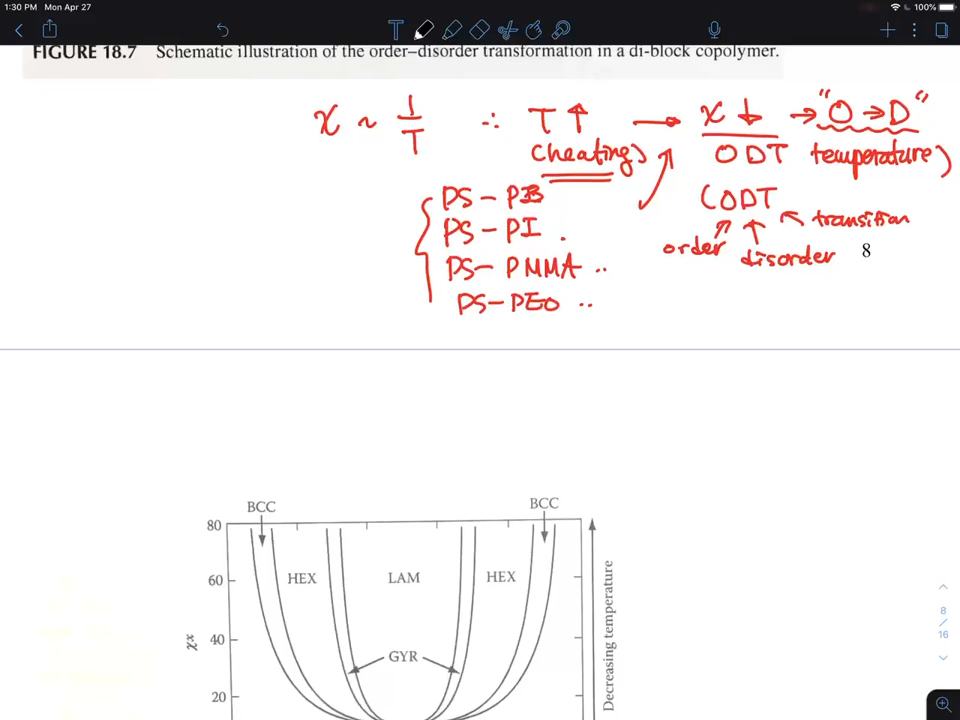 1:30 PM Mon Apr 27
100%
FIGURE 18.7 Schematic illustration of the order–disorder transformation in a di-block copolymer.
χ ~ 1/T ∴ T ↑ → χ ↓ → "O → D"
(heating) ODT temperature)
PS - PB (ODT
PS - PI . transition
order disorder 8
PS - PMMA ..
PS - PEO ..
BCC BCC
80
60 HEX LAM HEX
40 GYR
20
χx
Decreasing temperature
8
/
16